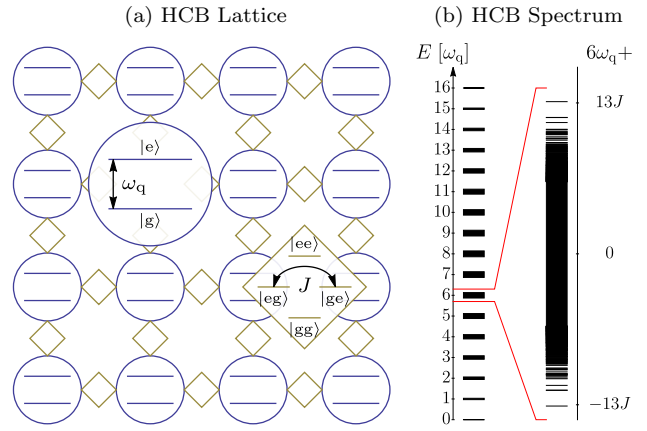 (a) HCB Lattice
(b) HCB Spectrum
E [ω_q]
6ω_q+
|e⟩
ω_q
|g⟩
|ee⟩
|eg⟩
J
|ge⟩
|gg⟩
16
15
14
13
12
11
10
9
8
7
6
5
4
3
2
1
0
13J
0
−13J